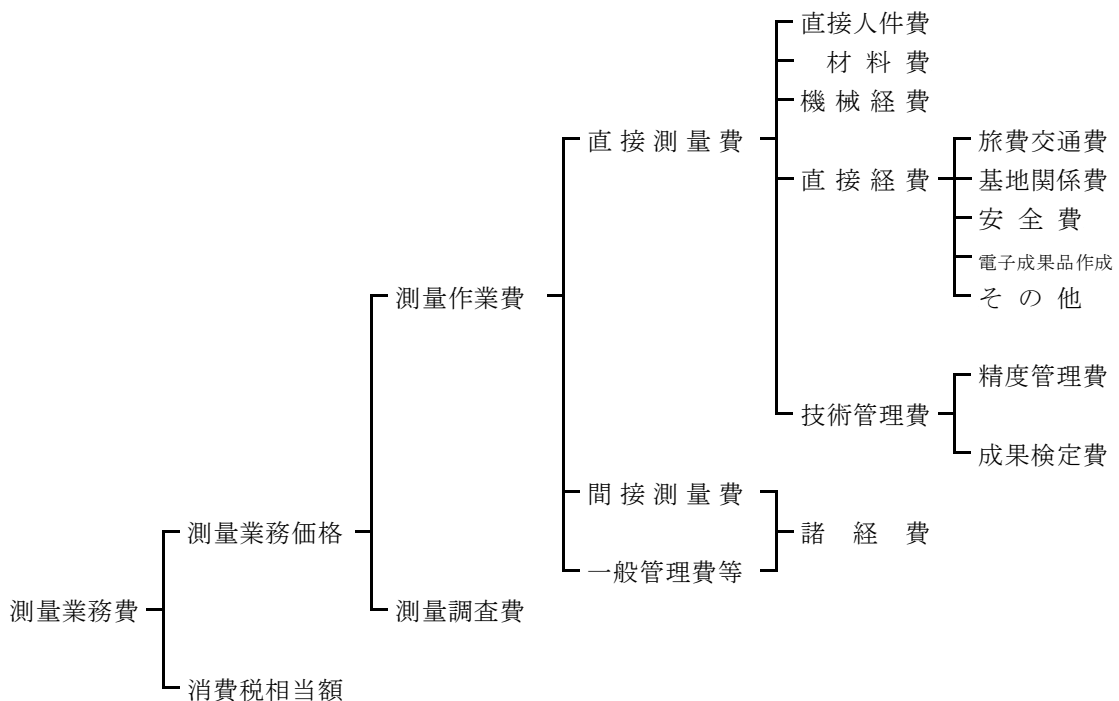 直接人件費
材料費
機械経費
直接測量費
旅費交通費
直接経費
基地関係費
安全費
電子成果品作成
測量作業費
その他
精度管理費
技術管理費
成果検定費
間接測量費
測量業務価格
諸経費
一般管理費等
測量業務費
測量調査費
消費税相当額